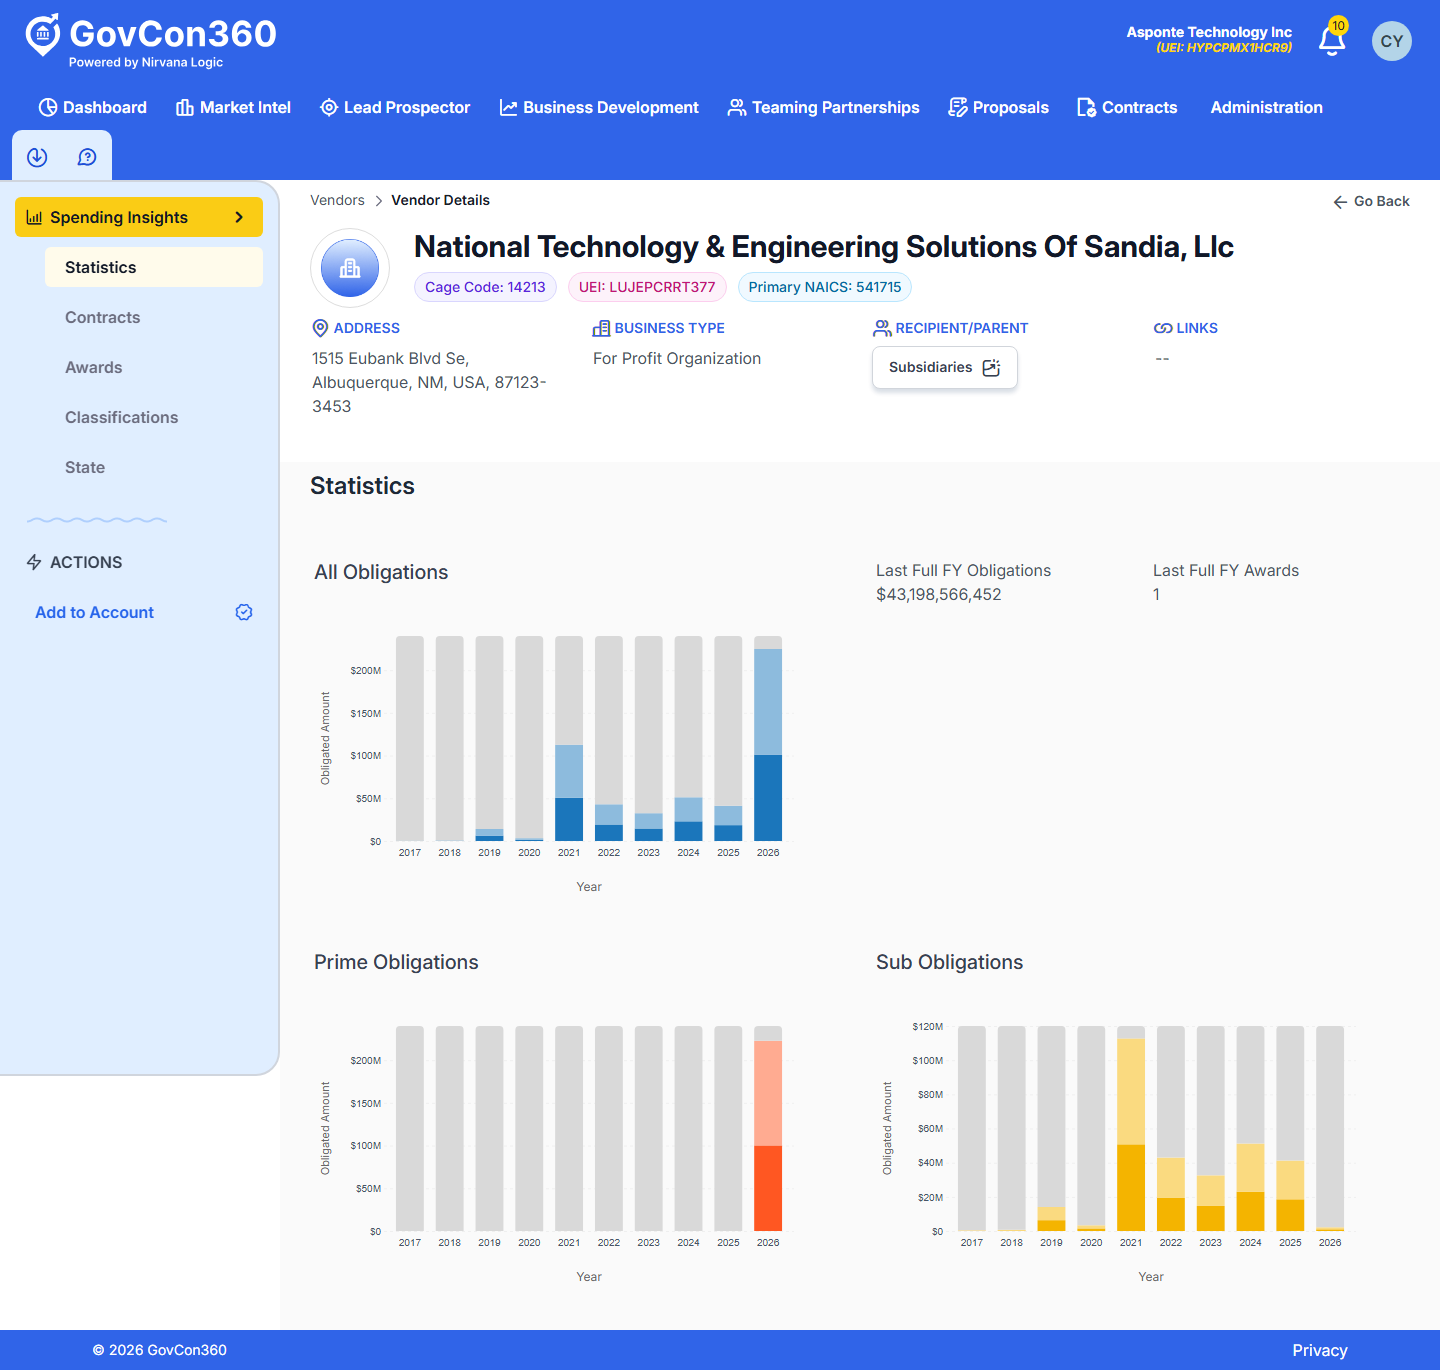 GovCon360
Powered by Nirvana Logic
Asponte Technology Inc
(UEI: HYPCPMX1HCR9)
10
CY
Dashboard
Market Intel
Lead Prospector
Business Development
Teaming Partnerships
Proposals
Contracts
Administration
Spending Insights
Statistics
Contracts
Awards
Classifications
State
ACTIONS
Add to Account
Vendors
Vendor Details
Go Back
National Technology & Engineering Solutions Of Sandia, Llc
Cage Code: 14213
UEI: LUJEPCRRT377
Primary NAICS: 541715
ADDRESS
1515 Eubank Blvd Se,
Albuquerque, NM, USA, 87123-
3453
BUSINESS TYPE
For Profit Organization
RECIPIENT/PARENT
Subsidiaries
LINKS
--
Statistics
All Obligations
Last Full FY Obligations
$43,198,566,452
Last Full FY Awards
1
Obligated Amount
$200M
$150M
$100M
$50M
$0
2017 2018 2019 2020 2021 2022 2023 2024 2025 2026
Year
Prime Obligations
Obligated Amount
$200M
$150M
$100M
$50M
$0
2017 2018 2019 2020 2021 2022 2023 2024 2025 2026
Year
Sub Obligations
Obligated Amount
$120M
$100M
$80M
$60M
$40M
$20M
$0
2017 2018 2019 2020 2021 2022 2023 2024 2025 2026
Year
© 2026 GovCon360
Privacy